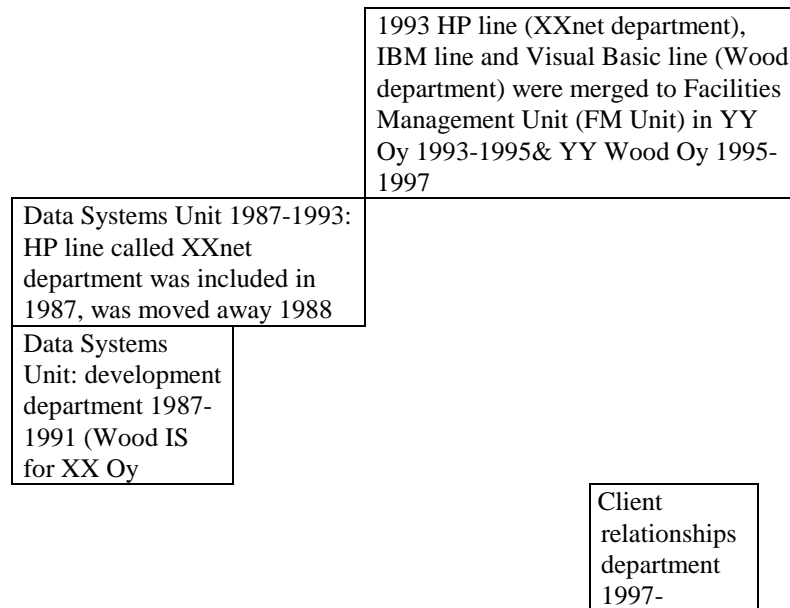 1993 HP line (XXnet department),
IBM line and Visual Basic line (Wood
department) were merged to Facilities
Management Unit (FM Unit) in YY
Oy 1993-1995& YY Wood Oy 1995-
1997
Data Systems Unit 1987-1993:
HP line called XXnet
department was included in
1987, was moved away 1988
Data Systems
Unit: development
department 1987-
1991 (Wood IS
for XX Oy
Client
relationships
department
1997-